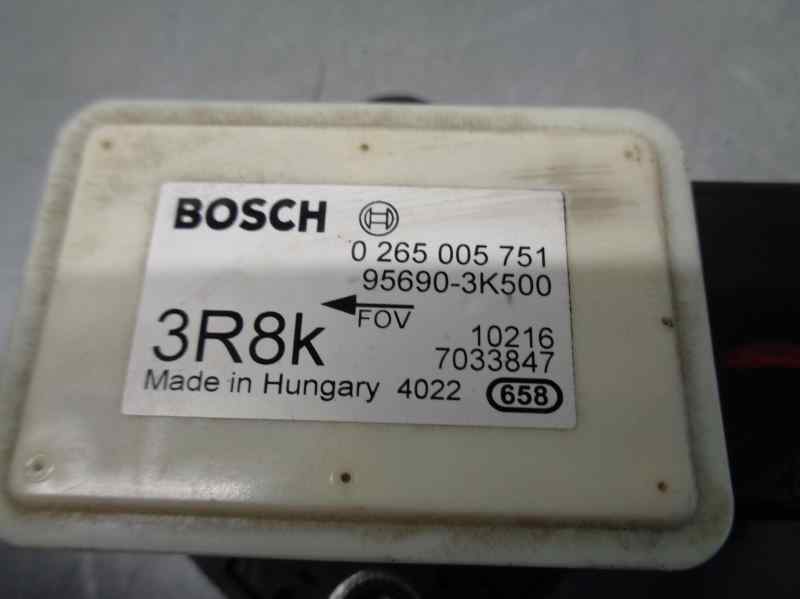 BOSCH
0 265 005 751
95690-3K500
FOV
3R8k
10216
7033847
Made in Hungary 4022 658